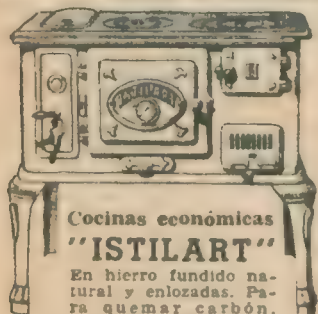 Cocinas económicas
"ISTILART"
En hierro fundido na-
tural y enlozadas. Pa-
ra quemar carbón,